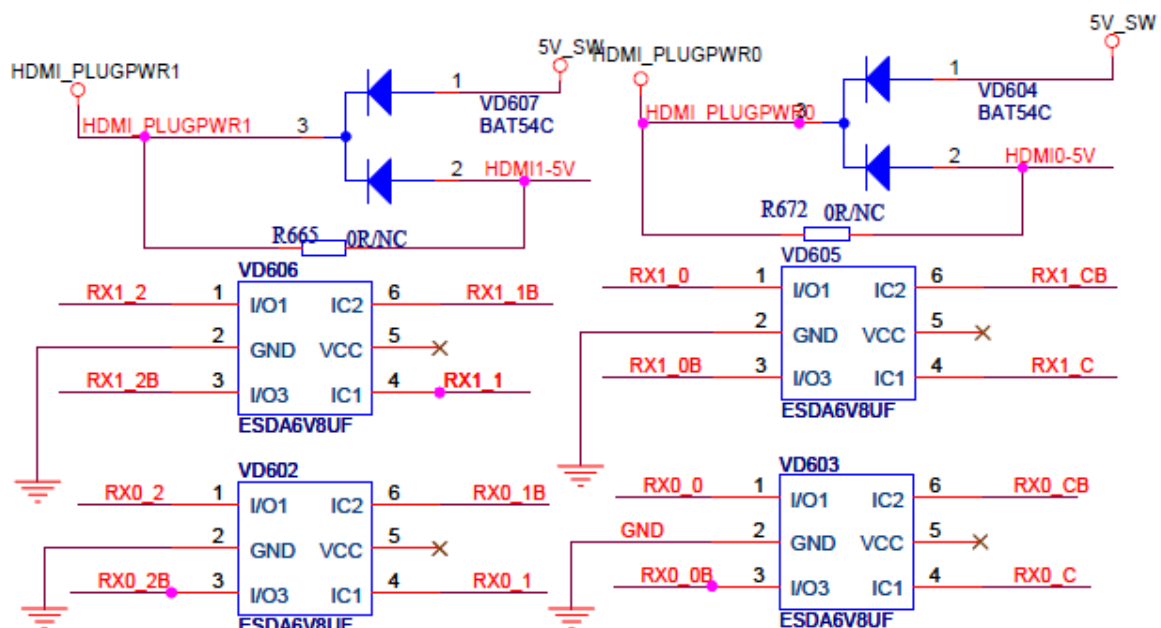 5V_SW
5V_SW
HDMI_PLUGPWR0
HDMI_PLUGPWR1
1
VD607
BAT54C
1
VD604
BAT54C
HDMI_PLUGPWR1
3
HDMI_PLUGPWR0
3
2
HDMI1-5V
2
HDMI0-5V
R665
0R/NC
R672
0R/NC
VD606
RX1_2
1
I/O1
IC2
6
RX1_1B
2
GND
VCC
5
RX1_2B
3
I/O3
IC1
4
RX1_1
ESDA6V8UF
VD605
RX1_0
1
I/O1
IC2
6
RX1_CB
2
GND
VCC
5
RX1_0B
3
I/O3
IC1
4
RX1_C
ESDA6V8UF
VD602
RX0_2
1
I/O1
IC2
6
RX0_1B
2
GND
VCC
5
RX0_2B
3
I/O3
IC1
4
RX0_1
ESDA6V8UF
VD603
RX0_0
1
I/O1
IC2
6
RX0_CB
GND
2
GND
VCC
5
RX0_0B
3
I/O3
IC1
4
RX0_C
ESDA6V8UF